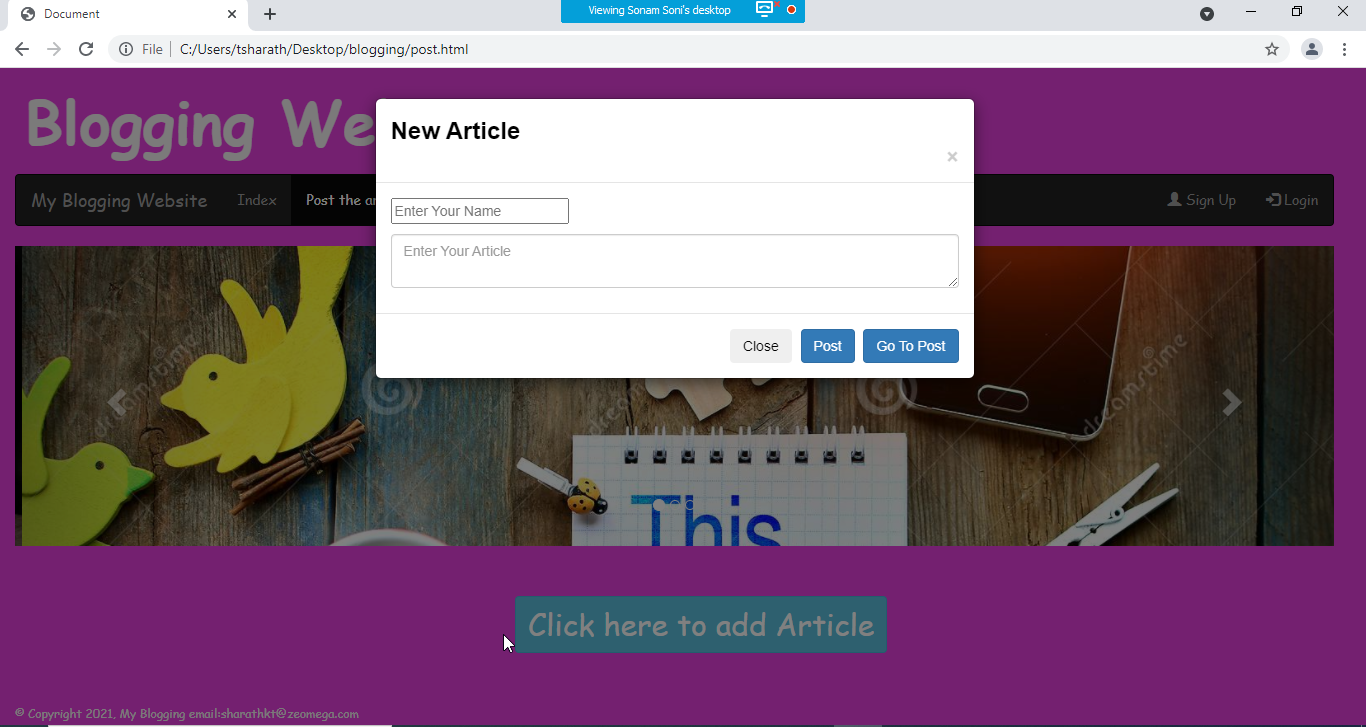 Document
Viewing Sonam Soni's desktop
File
C:/Users/tsharath/Desktop/blogging/post.html
Blogging We
New Article
×
My Blogging Website
Index
Post the ar
Sign Up
Login
Enter Your Name
Enter Your Article
Close
Post
Go To Post
dreamstime
dreamstime
This
Click here to add Article
© Copyright 2021, My Blogging email:sharathkt@zeomega.com